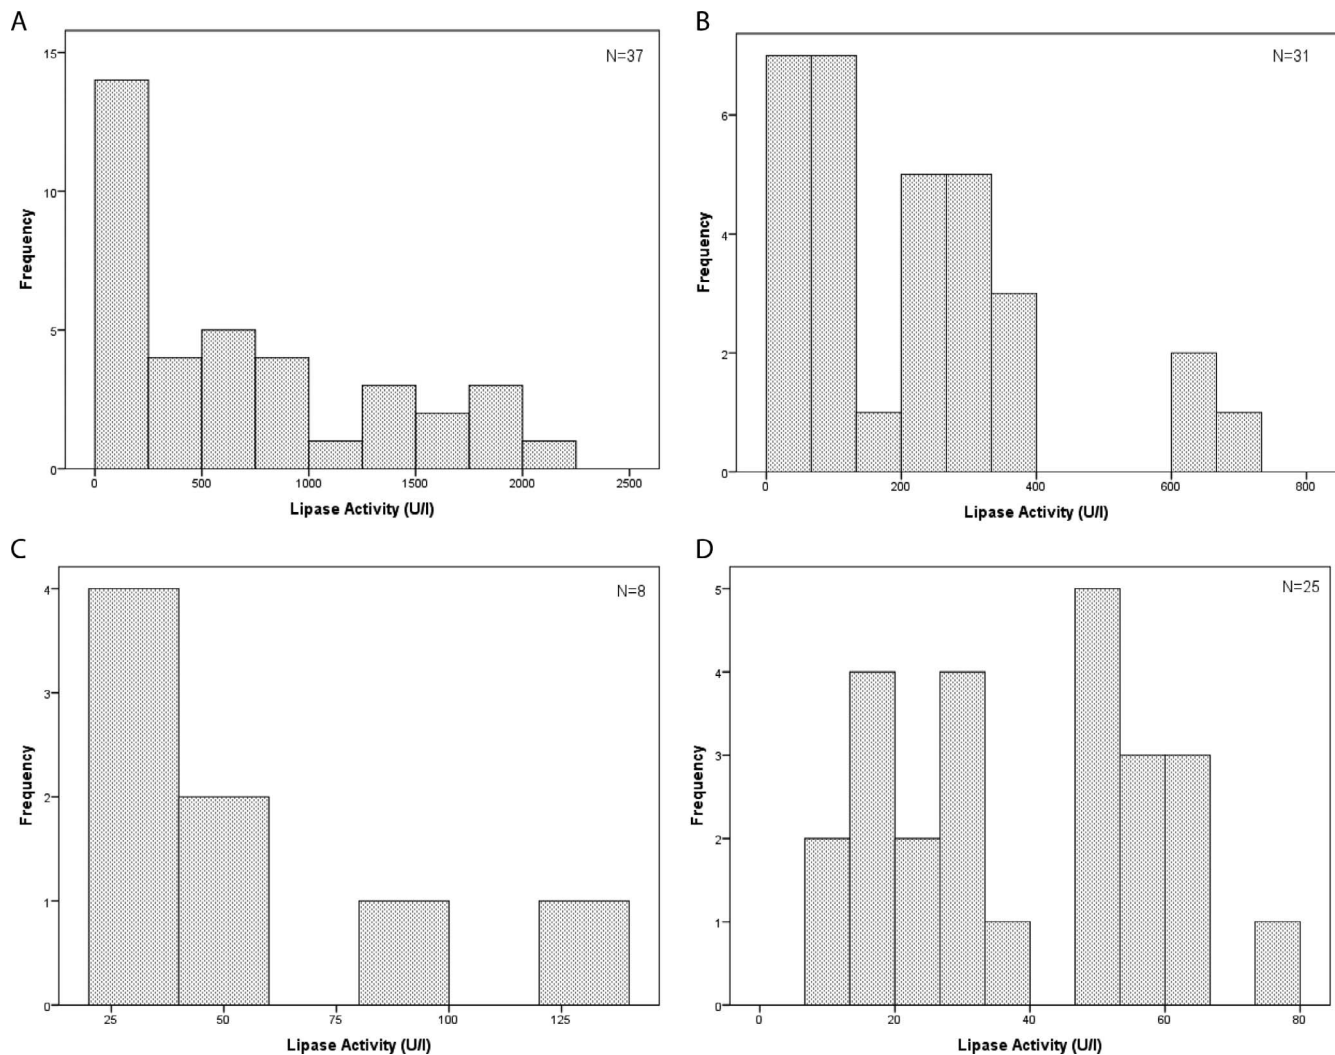 A
N=37
Frequency
15
10
5
0
0 500 1000 1500 2000 2500
Lipase Activity (U/l)
B
N=31
Frequency
6
4
2
0
0 200 400 600 800
Lipase Activity (U/l)
C
N=8
Frequency
4
3
2
1
0
25 50 75 100 125
Lipase Activity (U/l)
D
N=25
Frequency
5
4
3
2
1
0
0 20 40 60 80
Lipase Activity (U/l)